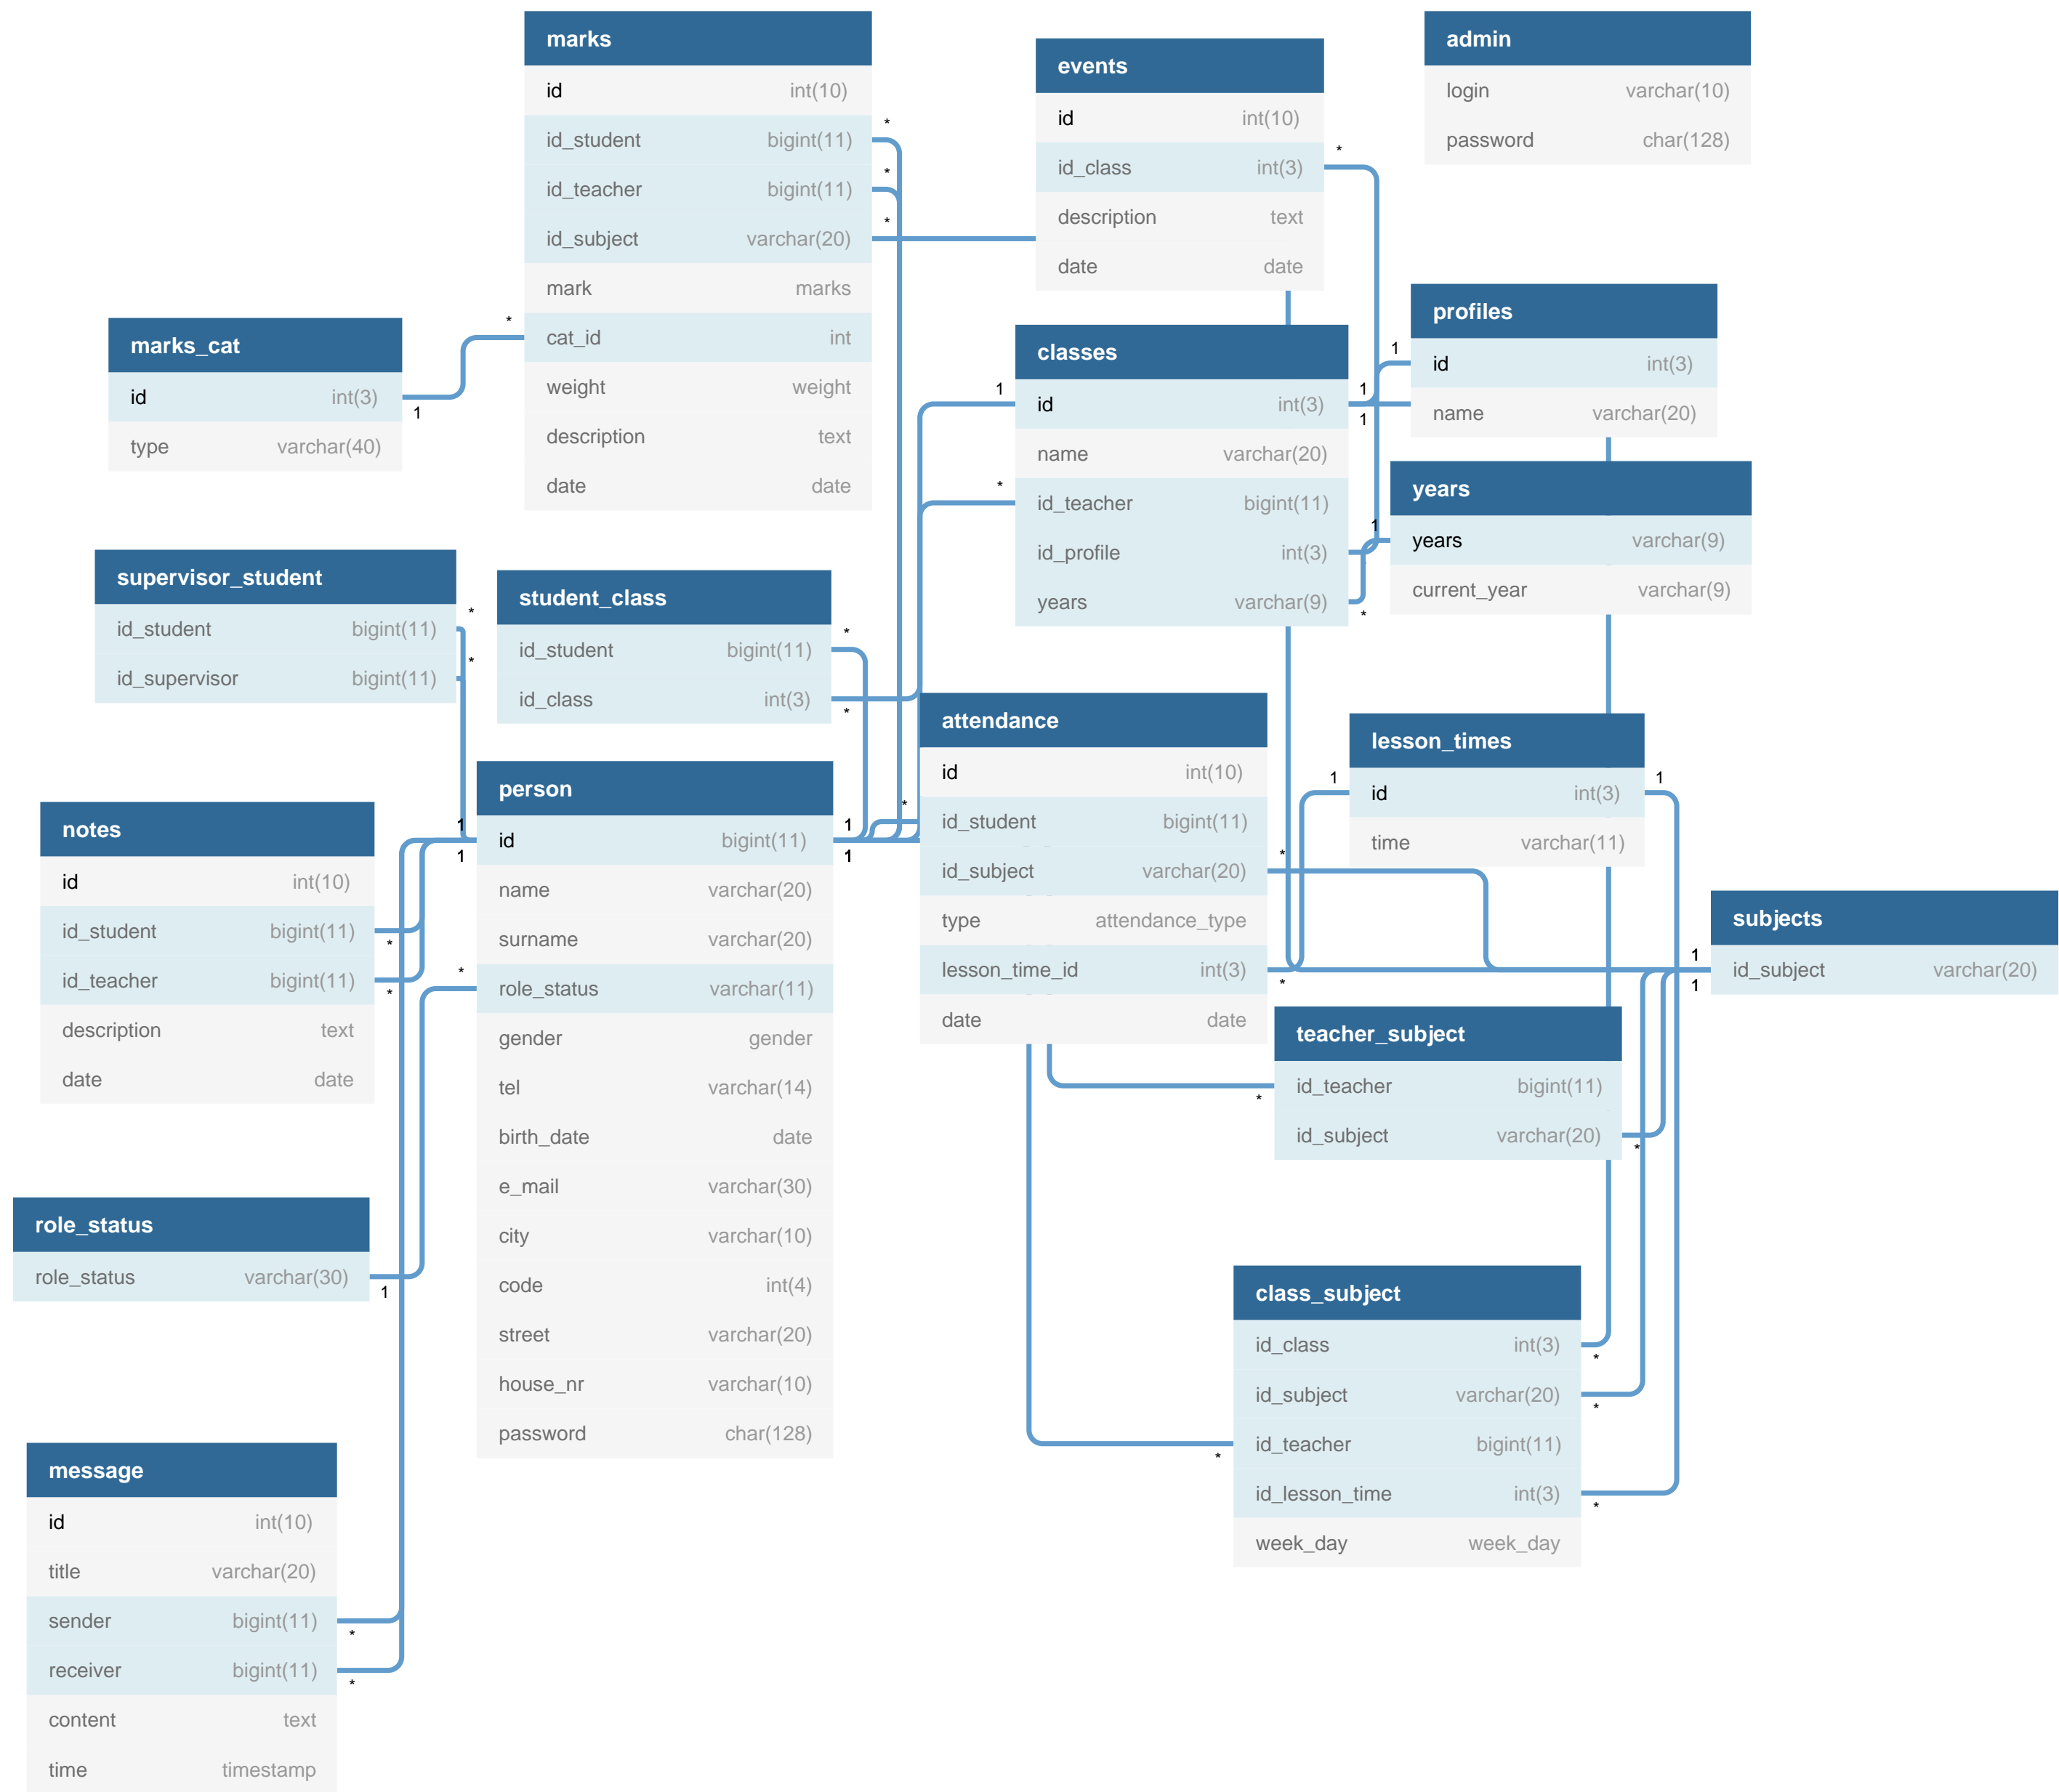 marks
id int(10)
id_student bigint(11)
id_teacher bigint(11)
id_subject varchar(20)
mark marks
cat_id int
weight weight
description text
date date
events
id int(10)
id_class int(3)
description text
date date
admin
login varchar(10)
password char(128)
marks_cat
id int(3)
type varchar(40)
classes
id int(3)
name varchar(20)
id_teacher bigint(11)
id_profile int(3)
years varchar(9)
profiles
id int(3)
name varchar(20)
years
years varchar(9)
current_year varchar(9)
supervisor_student
id_student bigint(11)
id_supervisor bigint(11)
student_class
id_student bigint(11)
id_class int(3)
attendance
id int(10)
id_student bigint(11)
id_subject varchar(20)
type attendance_type
lesson_time_id int(3)
date date
lesson_times
id int(3)
time varchar(11)
notes
id int(10)
id_student bigint(11)
id_teacher bigint(11)
description text
date date
person
id bigint(11)
name varchar(20)
surname varchar(20)
role_status varchar(11)
gender gender
tel varchar(14)
birth_date date
e_mail varchar(30)
city varchar(10)
code int(4)
street varchar(20)
house_nr varchar(10)
password char(128)
subjects
id_subject varchar(20)
teacher_subject
id_teacher bigint(11)
id_subject varchar(20)
role_status
role_status varchar(30)
class_subject
id_class int(3)
id_subject varchar(20)
id_teacher bigint(11)
id_lesson_time int(3)
week_day week_day
message
id int(10)
title varchar(20)
sender bigint(11)
receiver bigint(11)
content text
time timestamp